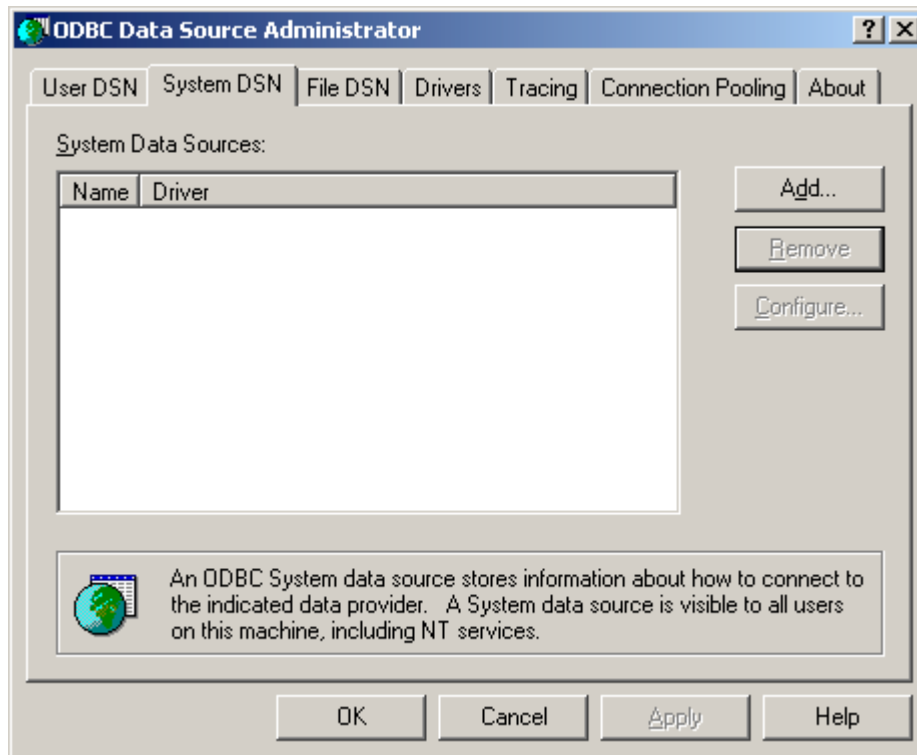 ODBC Data Source Administrator
User DSN System DSN File DSN Drivers Tracing Connection Pooling About
System Data Sources:
Name Driver
Add...
Remove
Configure...
An ODBC System data source stores information about how to connect to
the indicated data provider. A System data source is visible to all users
on this machine, including NT services.
OK Cancel Apply Help